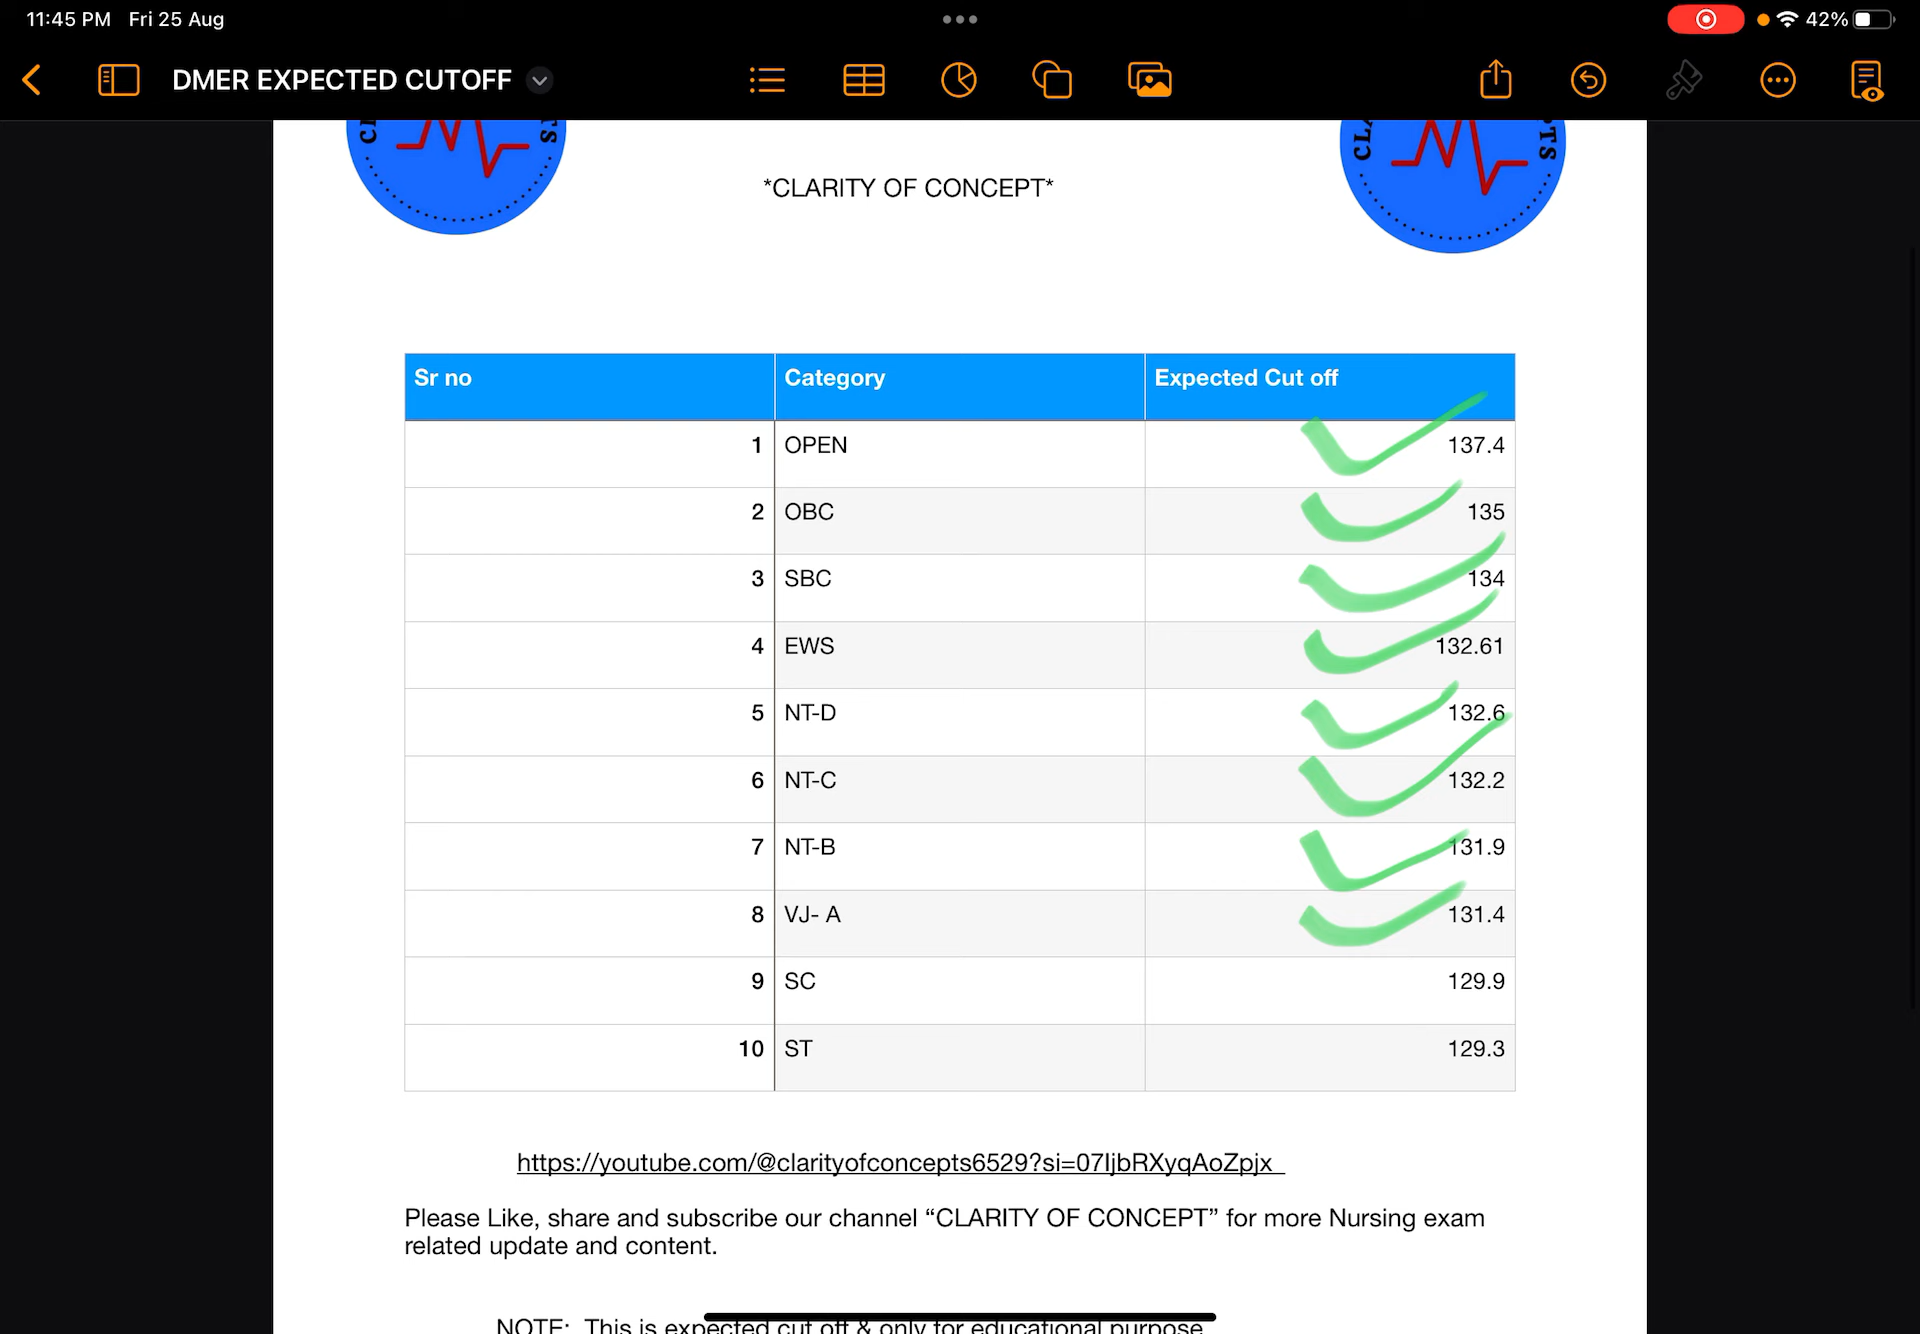 11:45 PM Fri 25 Aug
42%
DMER EXPECTED CUTOFF
*CLARITY OF CONCEPT*
Sr no Category Expected Cut off
1 OPEN 137.4
2 OBC 135
3 SBC 134
4 EWS 132.61
5 NT-D 132.6
6 NT-C 132.2
7 NT-B 131.9
8 VJ- A 131.4
9 SC 129.9
10 ST 129.3
https://youtube.com/@clarityofconcepts6529?si=07IjbRXyqAoZpjx_
Please Like, share and subscribe our channel “CLARITY OF CONCEPT” for more Nursing exam
related update and content.
NOTE: This is expected cut off & only for educational purpose